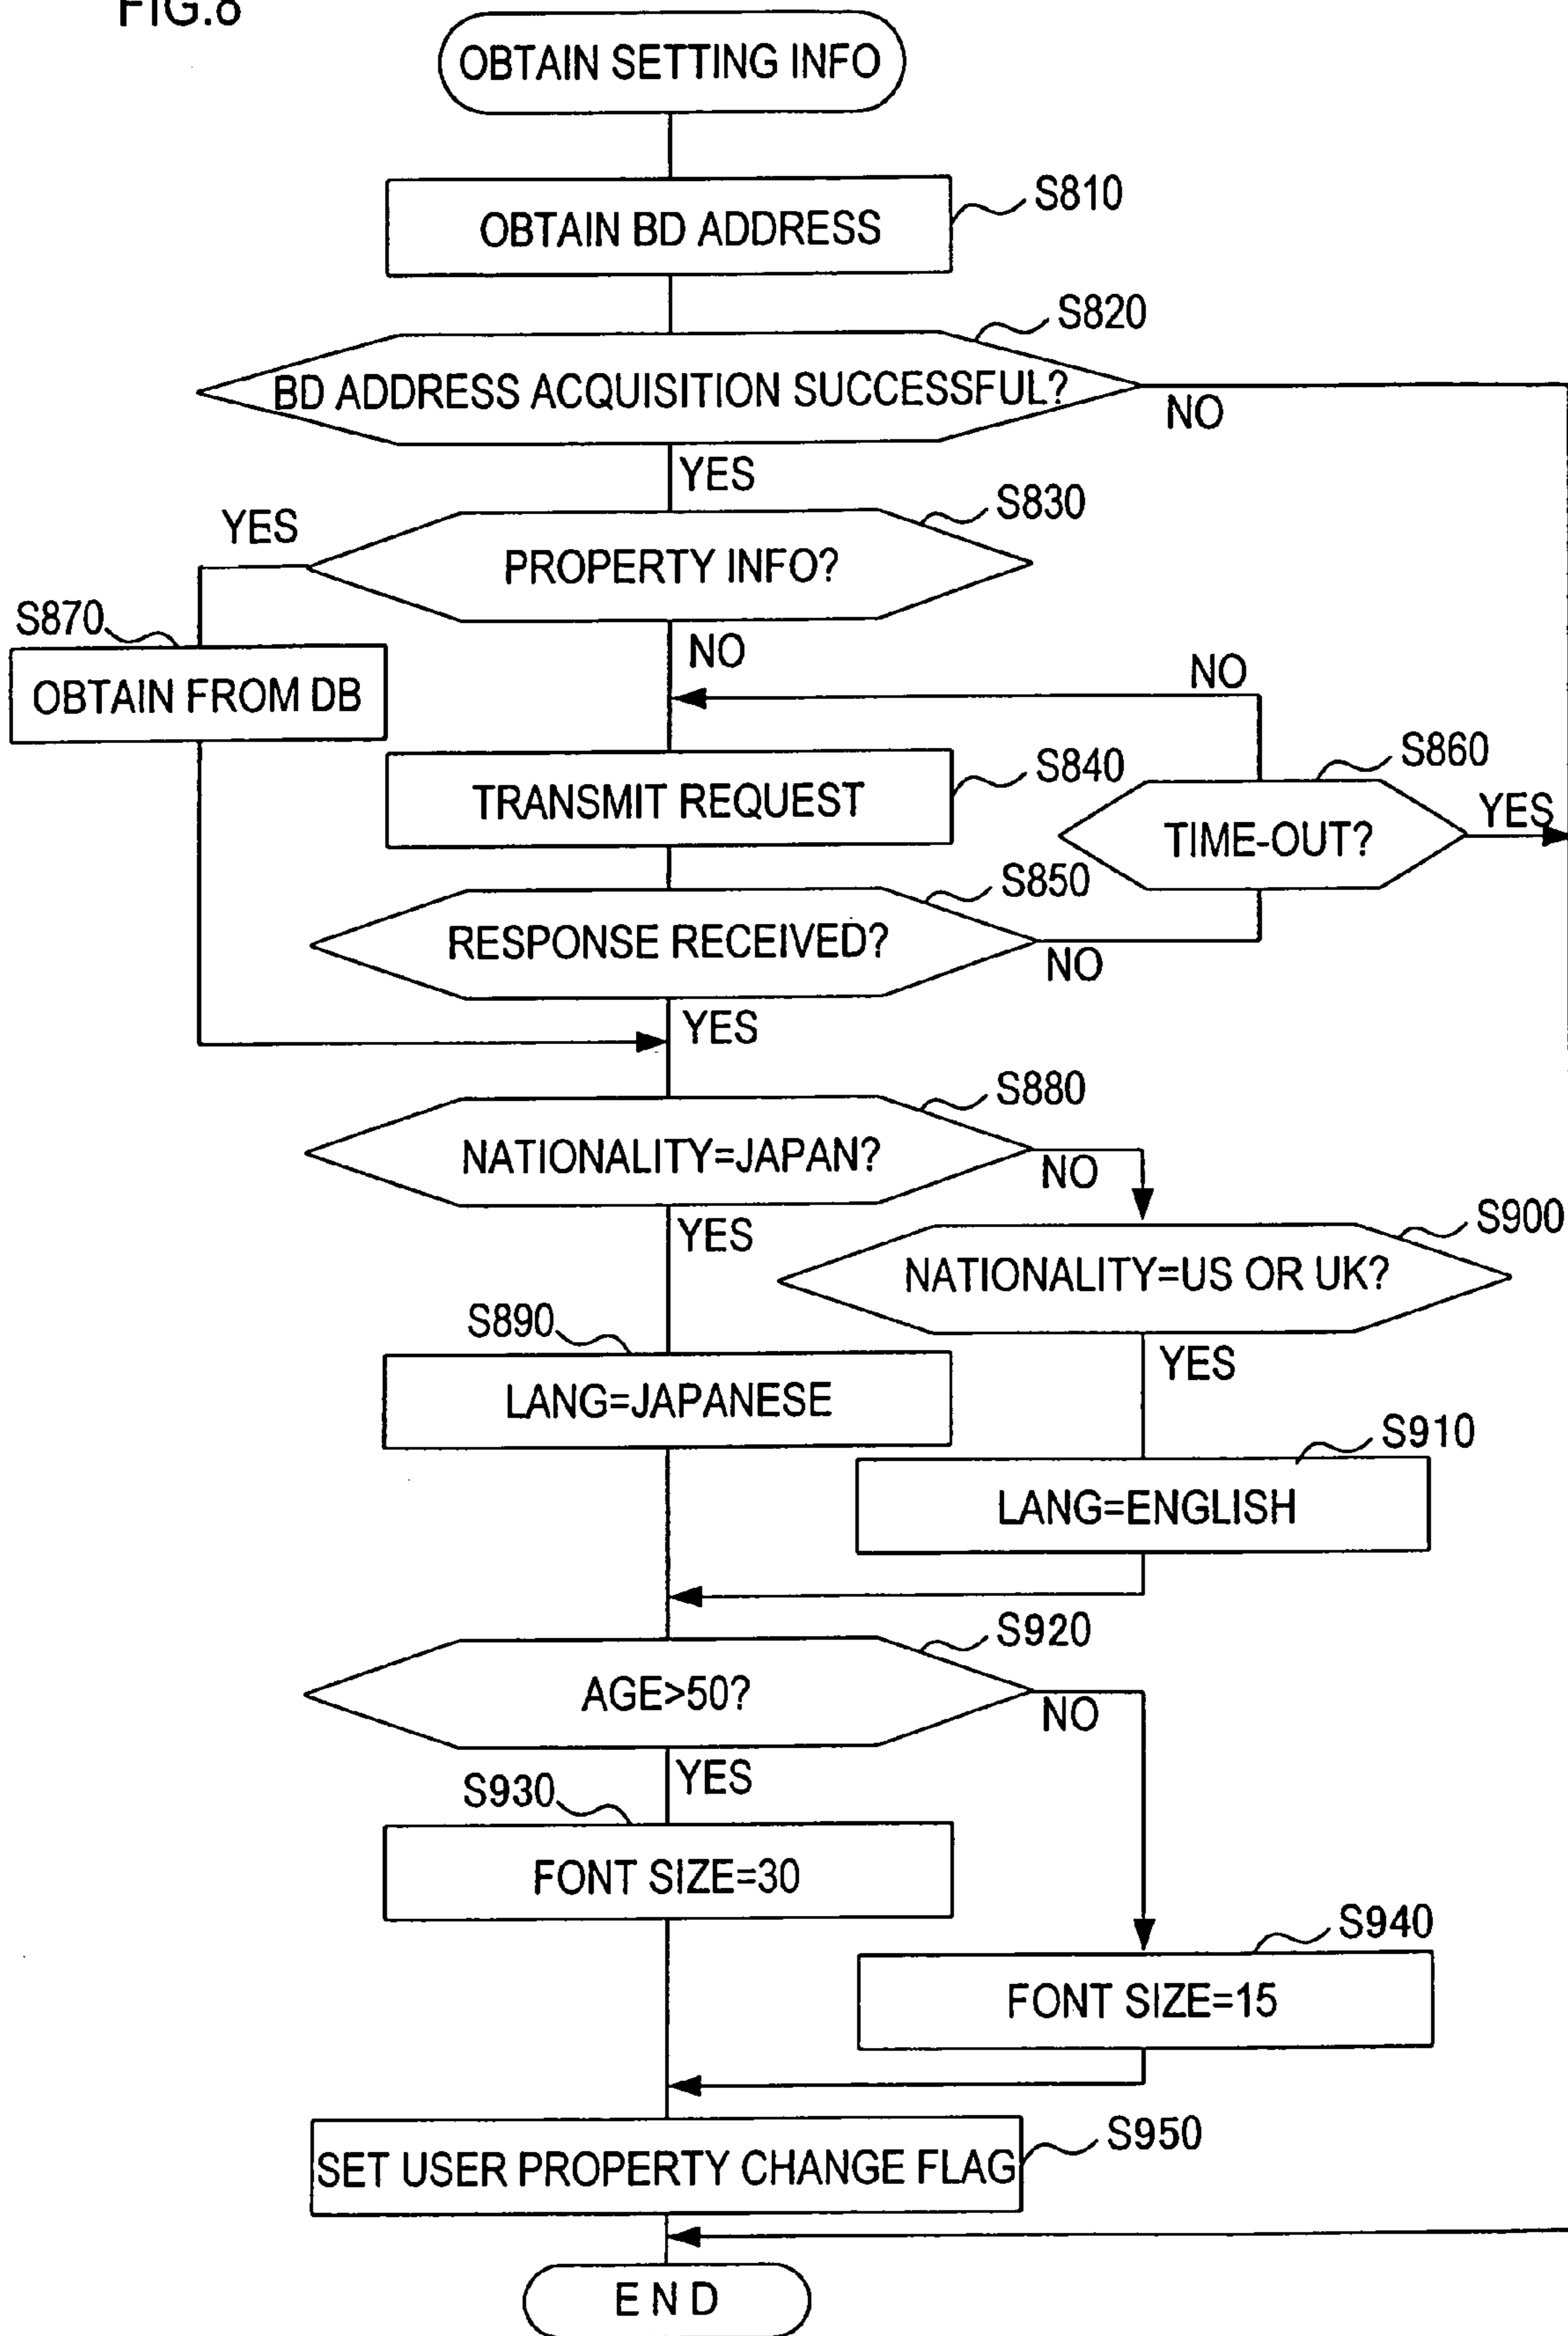 FIG.8
OBTAIN SETTING INFO
S810
OBTAIN BD ADDRESS
S820
BD ADDRESS ACQUISITION SUCCESSFUL?
NO
YES
S830
YES
PROPERTY INFO?
S870
NO
NO
OBTAIN FROM DB
S860
S840
TRANSMIT REQUEST
YES
TIME-OUT?
S850
RESPONSE RECEIVED?
NO
YES
S880
NATIONALITY=JAPAN?
NO
S900
YES
NATIONALITY=US OR UK?
S890
YES
LANG=JAPANESE
S910
LANG=ENGLISH
S920
AGE>50?
NO
YES
S930
FONT SIZE=30
S940
FONT SIZE=15
S950
SET USER PROPERTY CHANGE FLAG
END